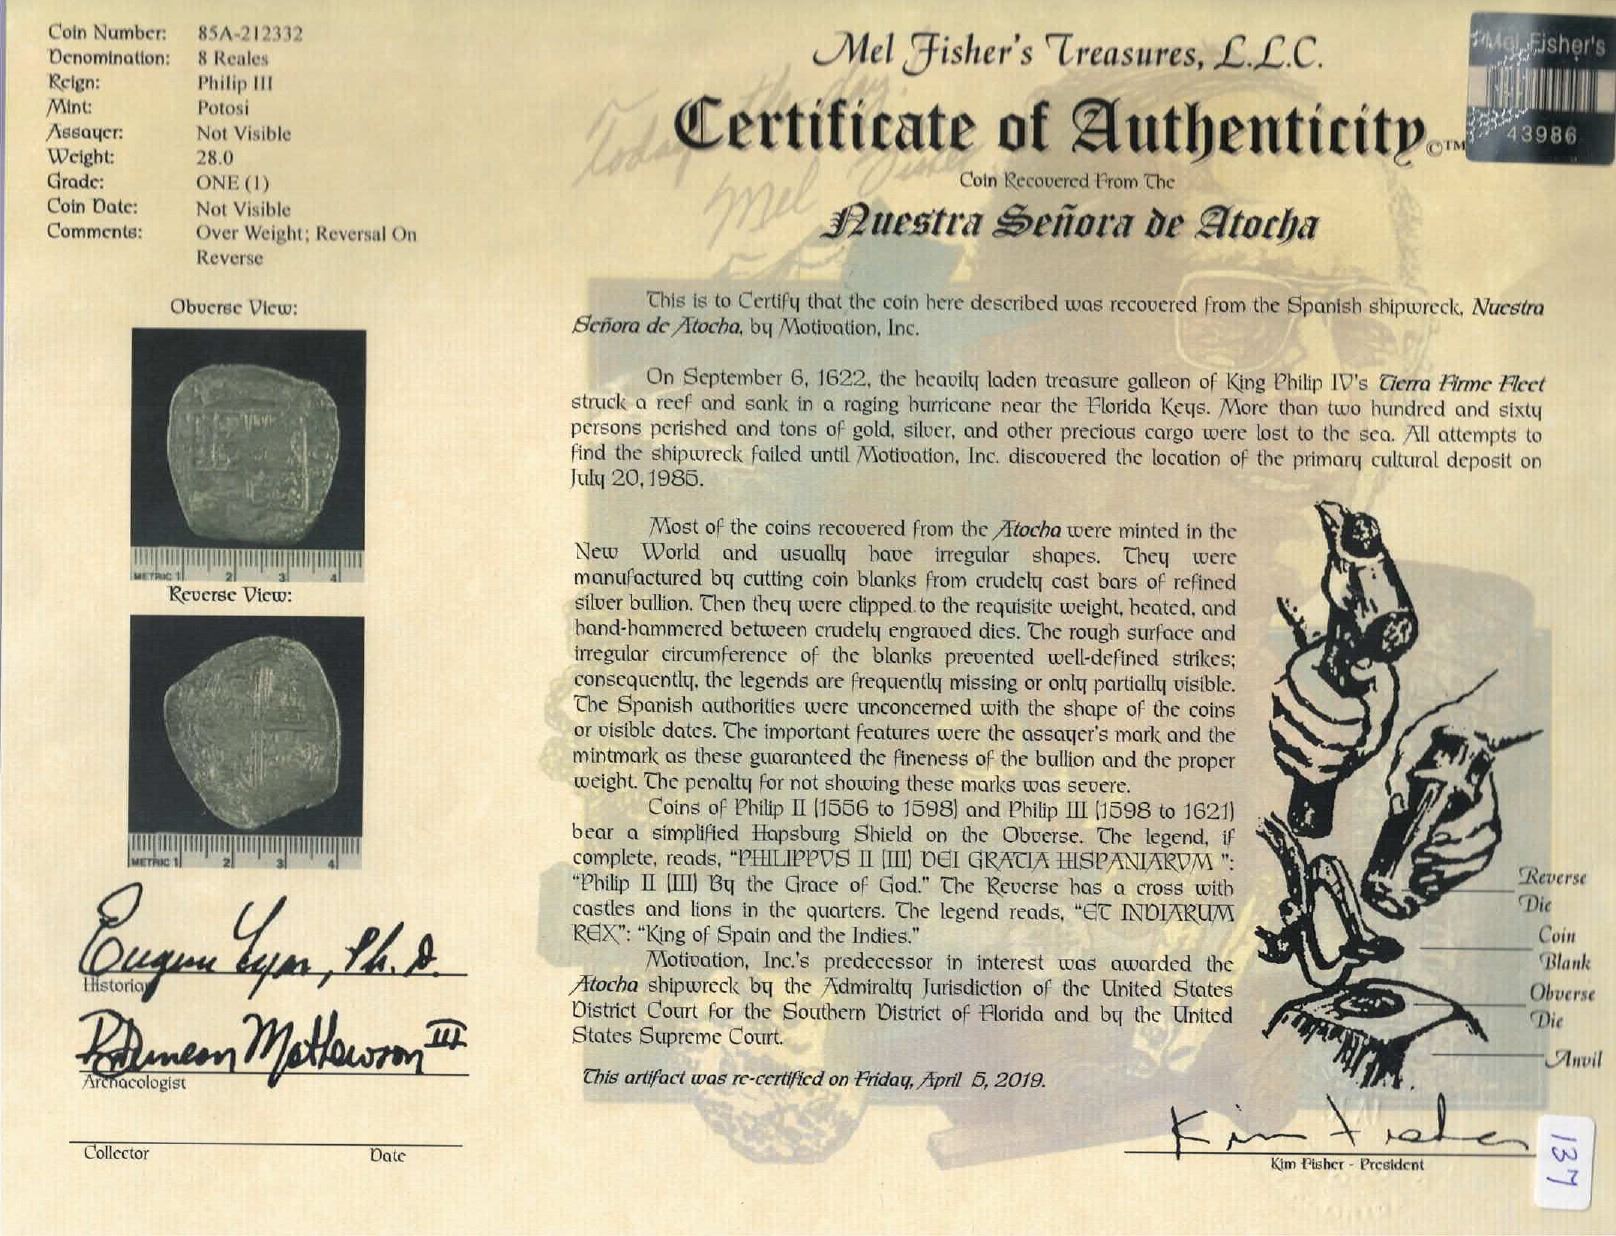 Coin Number: 85A-212332
Denomination: 8 Reales
Reign: Philip III
Mint: Potosi
Assayer: Not Visible
Weight: 28.0
Grade: ONE (1)
Coin Date: Not Visible
Comments: Over Weight; Reversal On
Reverse
Obverse View:
METRIC 1 2 3 4
Reverse View:
METRIC 1 2 3 4
Eugene Lyon, Ph. D.
Historian
R Duncan Mathewson III
Archaeologist
Collector Date
Mel Fisher's Treasures, L.L.C.
Certificate of Authenticity ©™
Mel Fisher's
43986
Today the day.
Mel Fisher
Coin Recovered From The
Nuestra Señora de Atocha
This is to Certify that the coin here described was recovered from the Spanish shipwreck, Nuestra
Señora de Atocha, by Motivation, Inc.
On September 6, 1622, the heavily laden treasure galleon of King Philip IV's Tierra Firme Fleet
struck a reef and sank in a raging hurricane near the Florida Keys. More than two hundred and sixty
persons perished and tons of gold, silver, and other precious cargo were lost to the sea. All attempts to
find the shipwreck failed until Motivation, Inc. discovered the location of the primary cultural deposit on
July 20, 1985.
Most of the coins recovered from the Atocha were minted in the
New World and usually have irregular shapes. They were
manufactured by cutting coin blanks from crudely cast bars of refined
silver bullion. Then they were clipped to the requisite weight, heated, and
hand-hammered between crudely engraved dies. The rough surface and
irregular circumference of the blanks prevented well-defined strikes;
consequently, the legends are frequently missing or only partially visible.
The Spanish authorities were unconcerned with the shape of the coins
or visible dates. The important features were the assayer's mark and the
mintmark as these guaranteed the fineness of the bullion and the proper
weight. The penalty for not showing these marks was severe.
Coins of Philip II (1556 to 1598) and Philip III (1598 to 1621)
bear a simplified Hapsburg Shield on the Obverse. The legend, if
complete, reads, "PHILIPPVS II (III) DEI GRATIA HISPANIARVM ":
"Philip II (III) By the Grace of God." The Reverse has a cross with
castles and lions in the quarters. The legend reads, "ET INDIARUM
REX": "King of Spain and the Indies."
Motivation, Inc.'s predecessor in interest was awarded the
Atocha shipwreck by the Admiralty Jurisdiction of the United States
District Court for the Southern District of Florida and by the United
States Supreme Court.
This artifact was re-certified on Friday, April 5, 2019.
Reverse
Die
Coin
Blank
Obverse
Die
Anvil
Kim Fisher
Kim Fisher - President
137